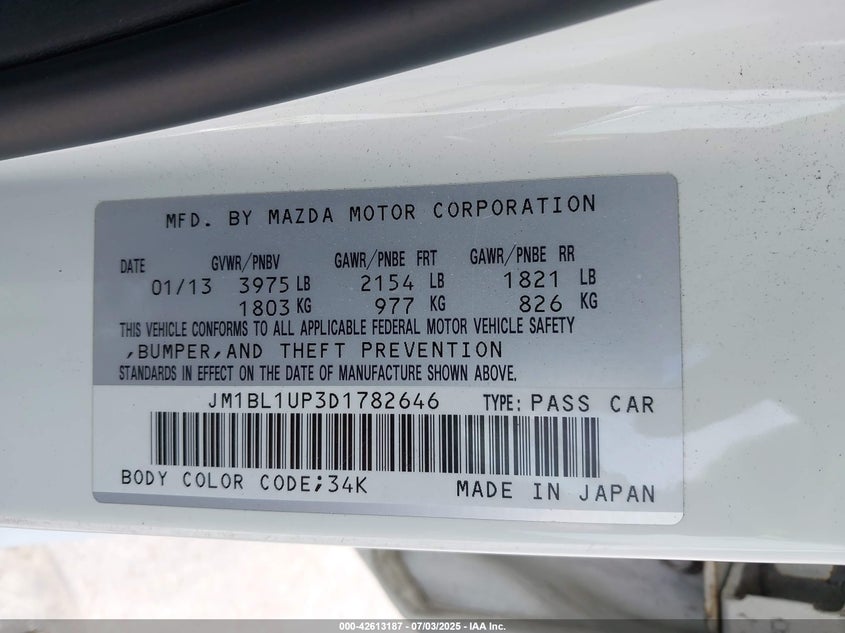 MFD. BY MAZDA MOTOR CORPORATION
DATE GVWR/PNBV GAWR/PNBE FRT GAWR/PNBE RR
01/13 3975 LB 2154 LB 1821 LB
1803 KG 977 KG 826 KG
THIS VEHICLE CONFORMS TO ALL APPLICABLE FEDERAL MOTOR VEHICLE SAFETY
,BUMPER,AND THEFT PREVENTION
STANDARDS IN EFFECT ON THE DATE OF MANUFACTURE SHOWN ABOVE.
JM1BL1UP3D1782646 TYPE: PASS CAR
BODY COLOR CODE;34K MADE IN JAPAN
000-42613187 - 07/03/2025 - IAA Inc.